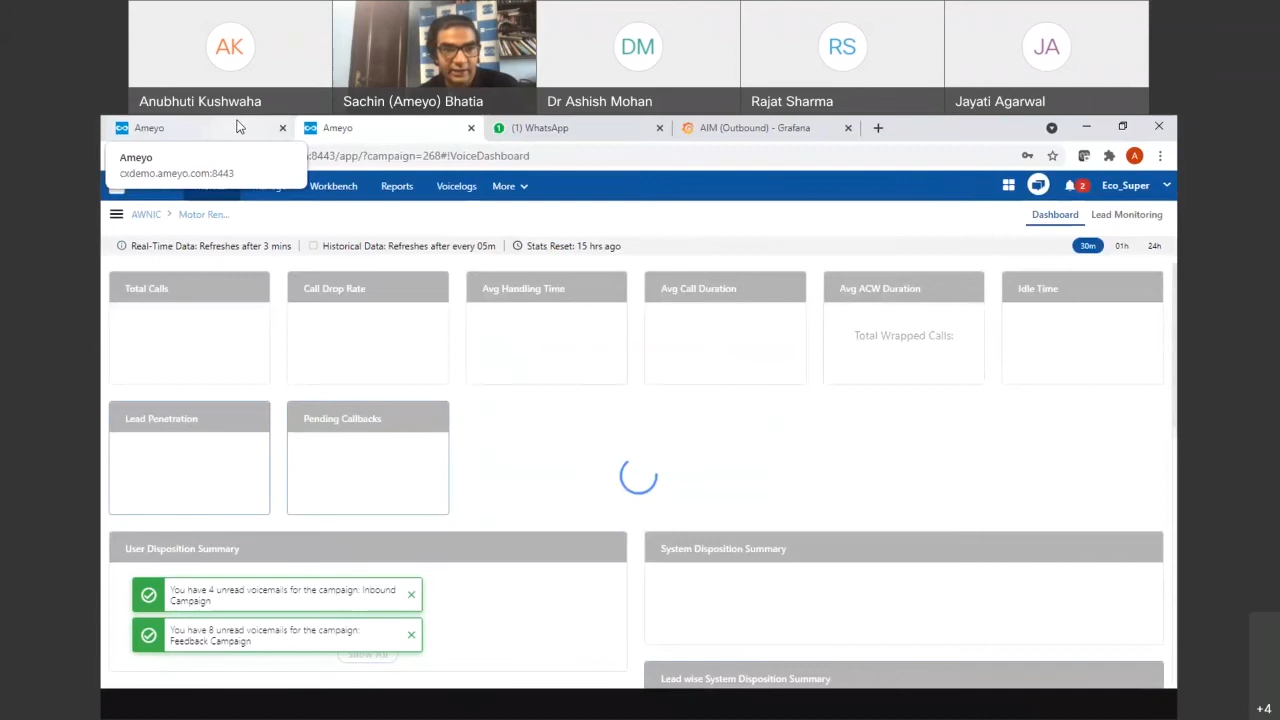 AK
DM
RS
JA
Anubhuti Kushwaha
Sachin (Ameyo) Bhatia
Dr Ashish Mohan
Rajat Sharma
Jayati Agarwal
Ameyo
Ameyo
(1) WhatsApp
AIM (Outbound) - Grafana
Ameyo
cxdemo.ameyo.com:8443
:8443/app/?campaign=268#!VoiceDashboard
A
Workbench
Reports
Voicelogs
More
2
Eco_Super
AWNIC > Motor Ren...
Dashboard
Lead Monitoring
Real-Time Data: Refreshes after 3 mins
Historical Data: Refreshes after every 05m
Stats Reset: 15 hrs ago
30m
01h
24h
Total Calls
Call Drop Rate
Avg Handling Time
Avg Call Duration
Avg ACW Duration
Idle Time
Total Wrapped Calls:
Lead Penetration
Pending Callbacks
User Disposition Summary
System Disposition Summary
You have 4 unread voicemails for the campaign: Inbound
Campaign
You have 8 unread voicemails for the campaign:
Feedback Campaign
Show All
Lead wise System Disposition Summary
+4